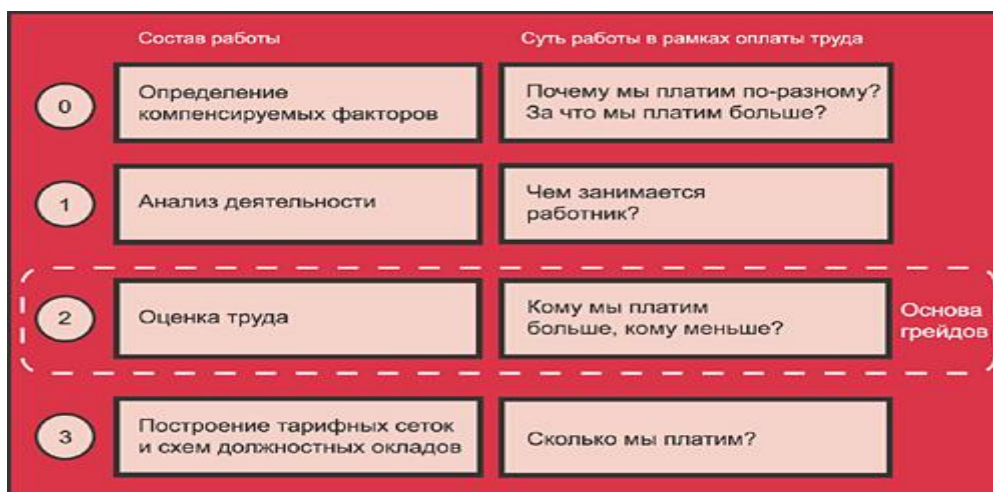 Состав работы
Суть работы в рамках оплаты труда
0
Определение
компенсируемых факторов
Почему мы платим по-разному?
За что мы платим больше?
1
Анализ деятельности
Чем занимается
работник?
2
Оценка труда
Кому мы платим
больше, кому меньше?
Основа
грейдов
3
Построение тарифных сеток
и схем должностных окладов
Сколько мы платим?